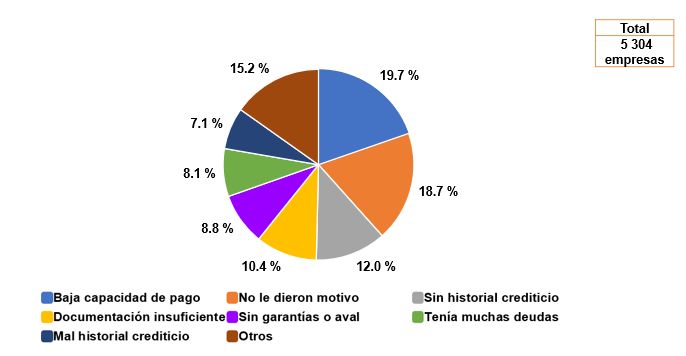 Total
5 304
empresas
15.2 %
19.7 %
7.1 %
8.1 %
18.7 %
8.8 %
10.4 %
12.0 %
Baja capacidad de pago No le dieron motivo Sin historial crediticio
Documentación insuficiente Sin garantías o aval Tenía muchas deudas
Mal historial crediticio Otros